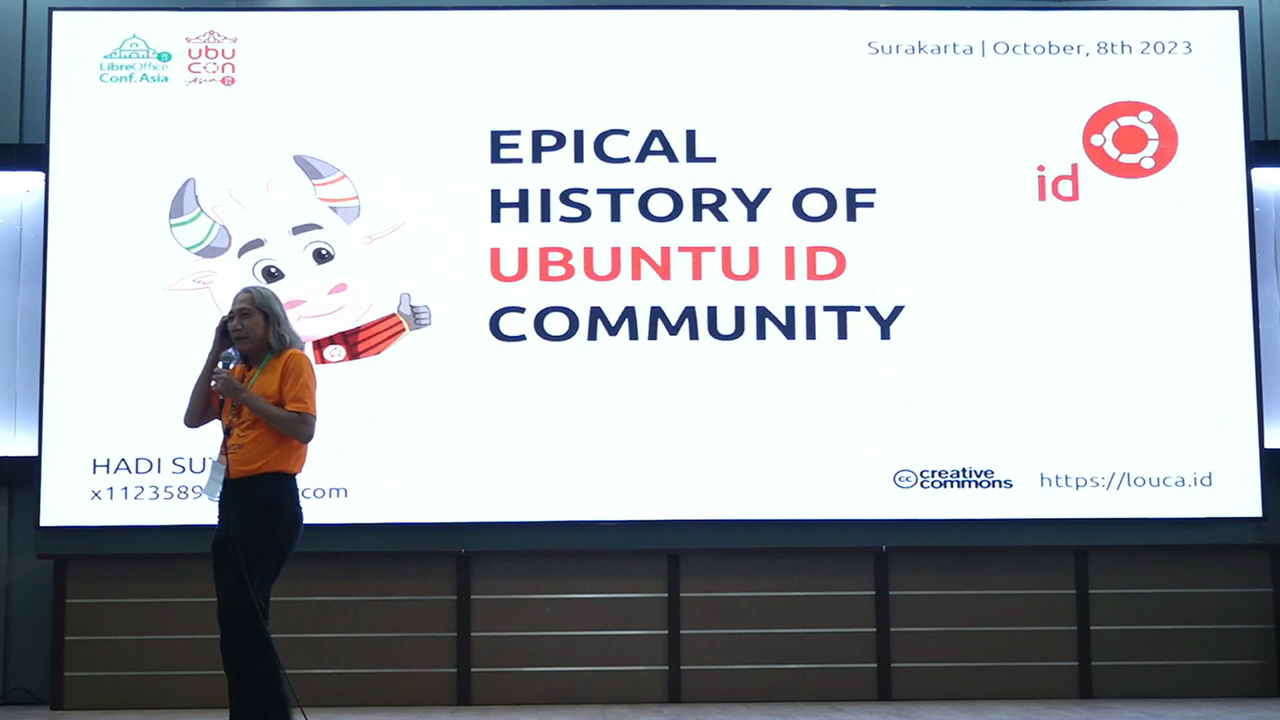 LibreOffice
Conf. Asia
ubu
con
Asia
Surakarta | October, 8th 2023
EPICAL
HISTORY OF
UBUNTU ID
COMMUNITY
id
HADI
x1123589
com
creative
commons
https://louca.id